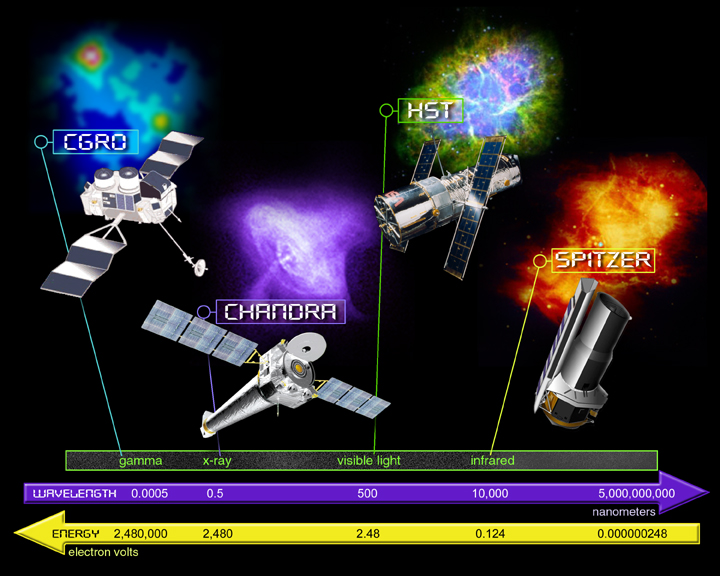 CGRO
HST
SPITZER
CHANDRA
gamma x-ray visible light infrared
WAVELENGTH 0.0005 0.5 500 10,000 5,000,000,000
nanometers
ENERGY 2,480,000 2,480 2.48 0.124 0.000000248
electron volts